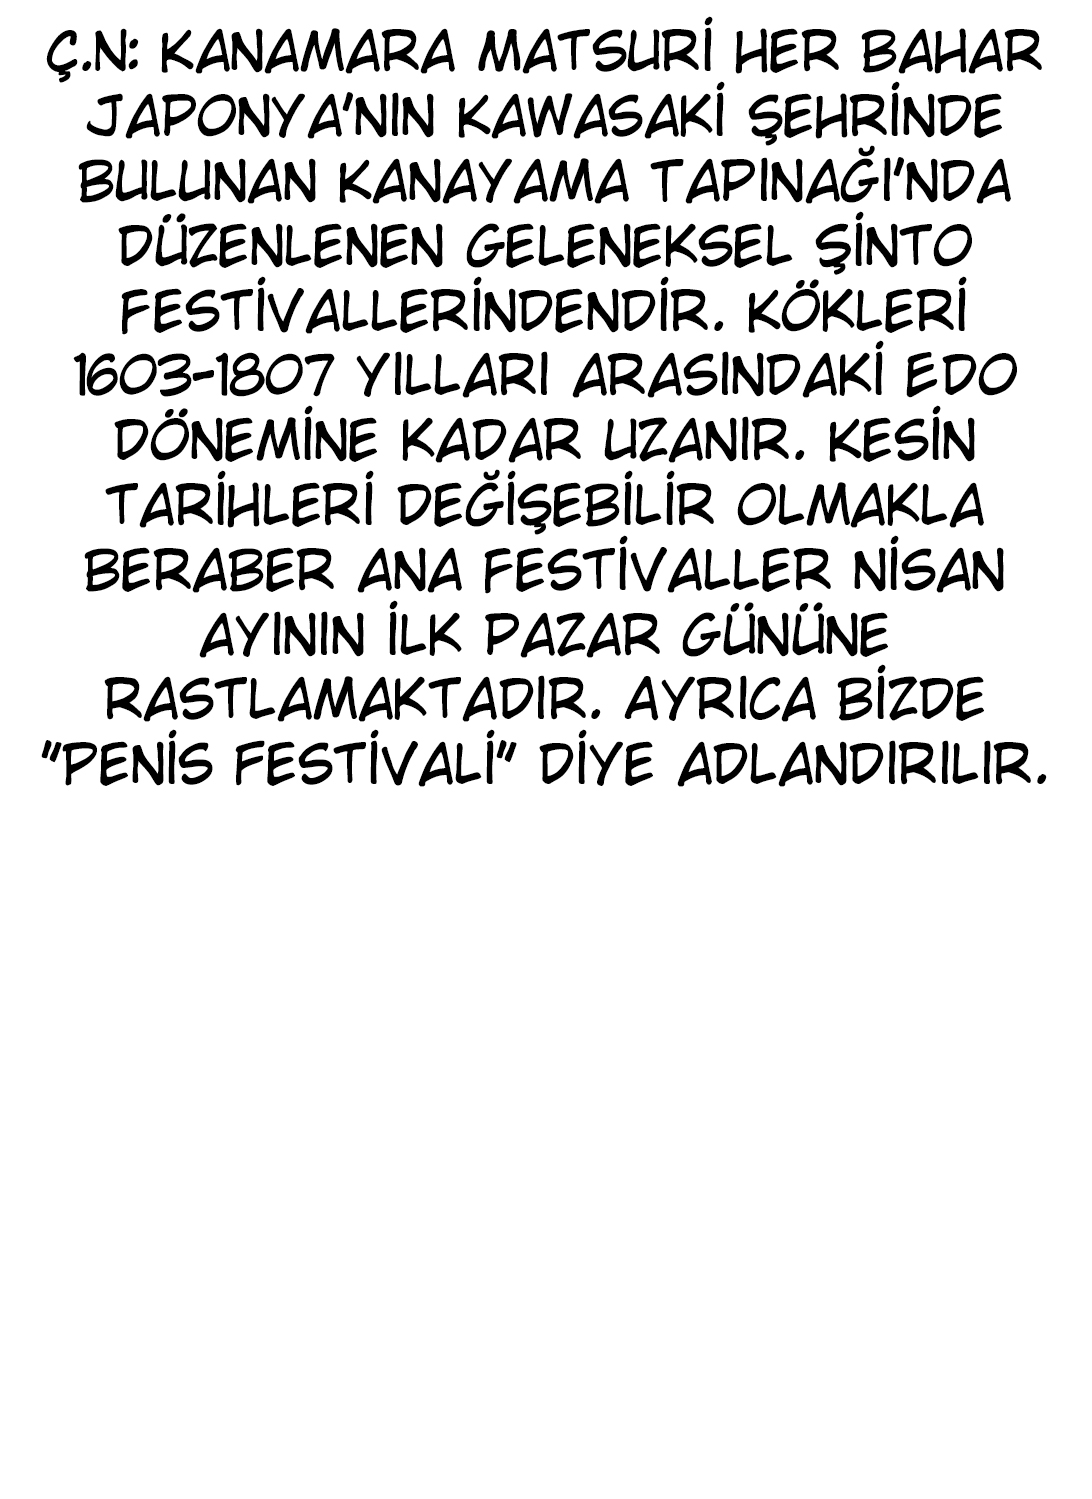 Ç.N: KANAMARA MATSURİ HER BAHAR
JAPONYA'NIN KAWASAKİ ŞEHRİNDE
BULUNAN KANAYAMA TAPINAĞI'NDA
DÜZENLENEN GELENEKSEL ŞİNTO
FESTİVALLERİNDENDİR. KÖKLERİ
1603-1807 YILLARI ARASINDAKİ EDO
DÖNEMİNE KADAR UZANIR. KESİN
TARİHLERİ DEĞİŞEBİLİR OLMAKLA
BERABER ANA FESTİVALLER NİSAN
AYININ İLK PAZAR GÜNÜNE
RASTLAMAKTADIR. AYRICA BİZDE
"PENİS FESTİVALİ" DİYE ADLANDIRILIR.